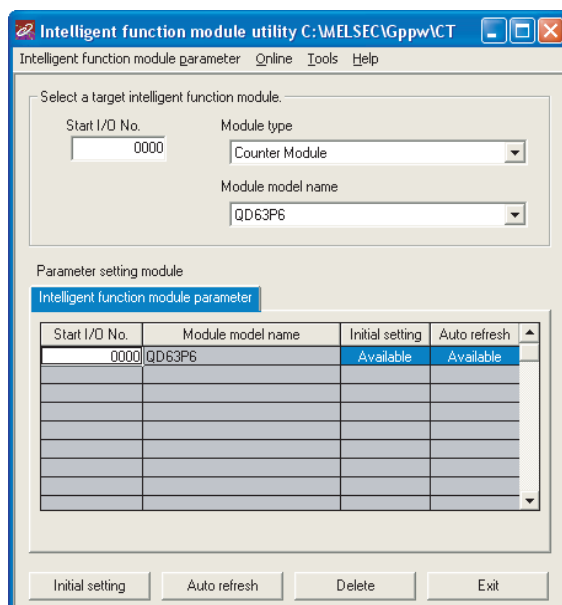 Intelligent function module utility C:\MELSEC\Gppw\CT
Intelligent function module parameter Online Tools Help
Select a target intelligent function module.
Start I/O No. Module type
0000 Counter Module
Module model name
QD63P6
Parameter setting module
Intelligent function module parameter
Start I/O No. Module model name Initial setting Auto refresh
0000 QD63P6 Available Available
Initial setting Auto refresh Delete Exit